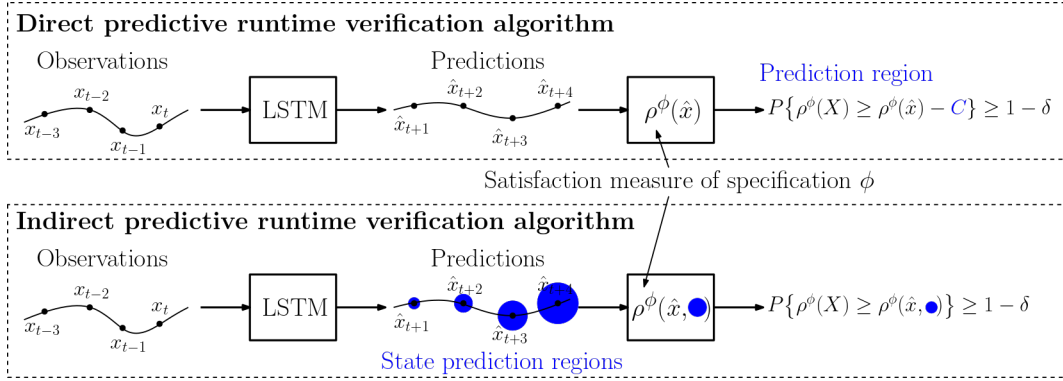 Direct predictive runtime verification algorithm
Observations
x_{t-3}
x_{t-2}
x_{t-1}
x_t
LSTM
Predictions
x̂_{t+1}
x̂_{t+2}
x̂_{t+3}
x̂_{t+4}
ρ^ϕ(x̂)
Prediction region
P{ρ^ϕ(X) ≥ ρ^ϕ(x̂) − C} ≥ 1 − δ
Satisfaction measure of specification ϕ
Indirect predictive runtime verification algorithm
Observations
x_{t-3}
x_{t-2}
x_{t-1}
x_t
LSTM
Predictions
x̂_{t+1}
x̂_{t+2}
x̂_{t+3}
x̂_{t+4}
State prediction regions
ρ^ϕ(x̂, ●)
P{ρ^ϕ(X) ≥ ρ^ϕ(x̂, ●)} ≥ 1 − δ